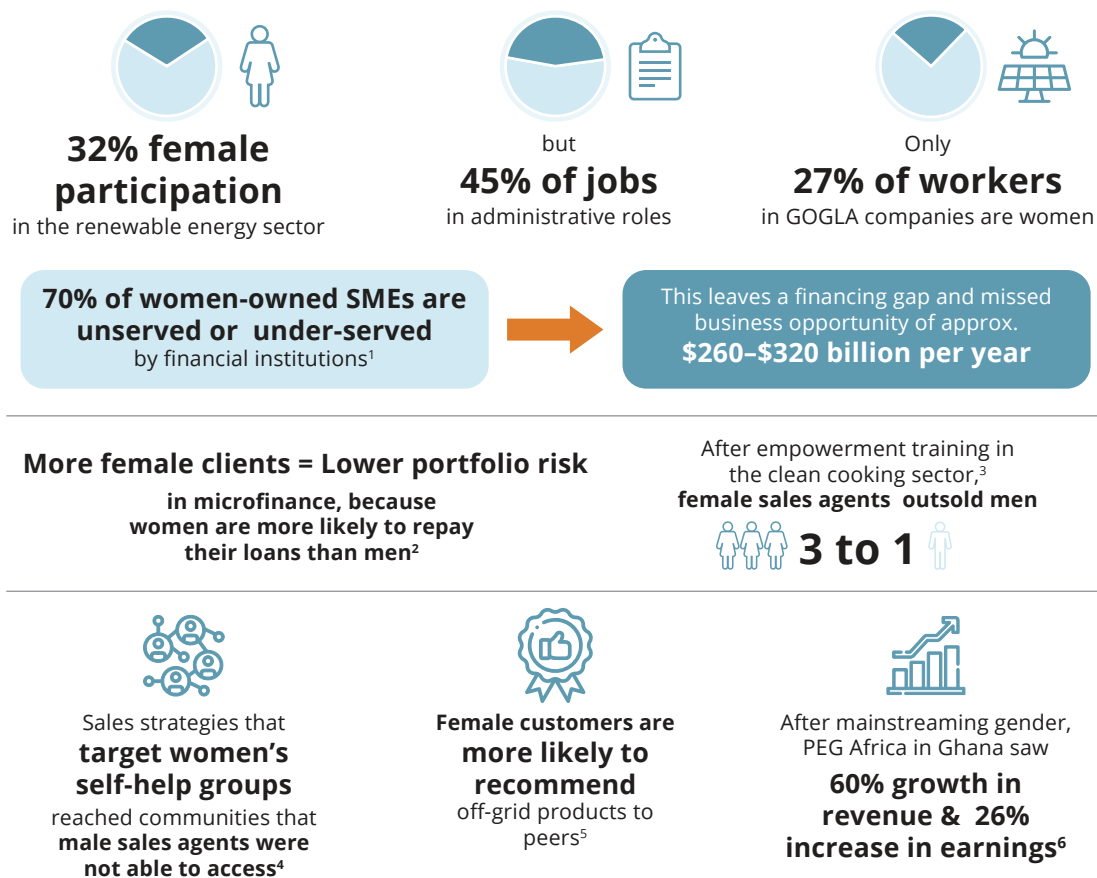 32% female
participation
in the renewable energy sector
but
45% of jobs
in administrative roles
Only
27% of workers
in GOGLA companies are women
70% of women-owned SMEs are
unserved or under-served
by financial institutions¹
This leaves a financing gap and missed
business opportunity of approx.
$260–$320 billion per year
More female clients = Lower portfolio risk
in microfinance, because
women are more likely to repay
their loans than men²
After empowerment training in
the clean cooking sector,³
female sales agents outsold men
3 to 1
Sales strategies that
target women’s
self-help groups
reached communities that
male sales agents were
not able to access⁴
Female customers are
more likely to
recommend
off-grid products to
peers⁵
After mainstreaming gender,
PEG Africa in Ghana saw
60% growth in
revenue & 26%
increase in earnings⁶